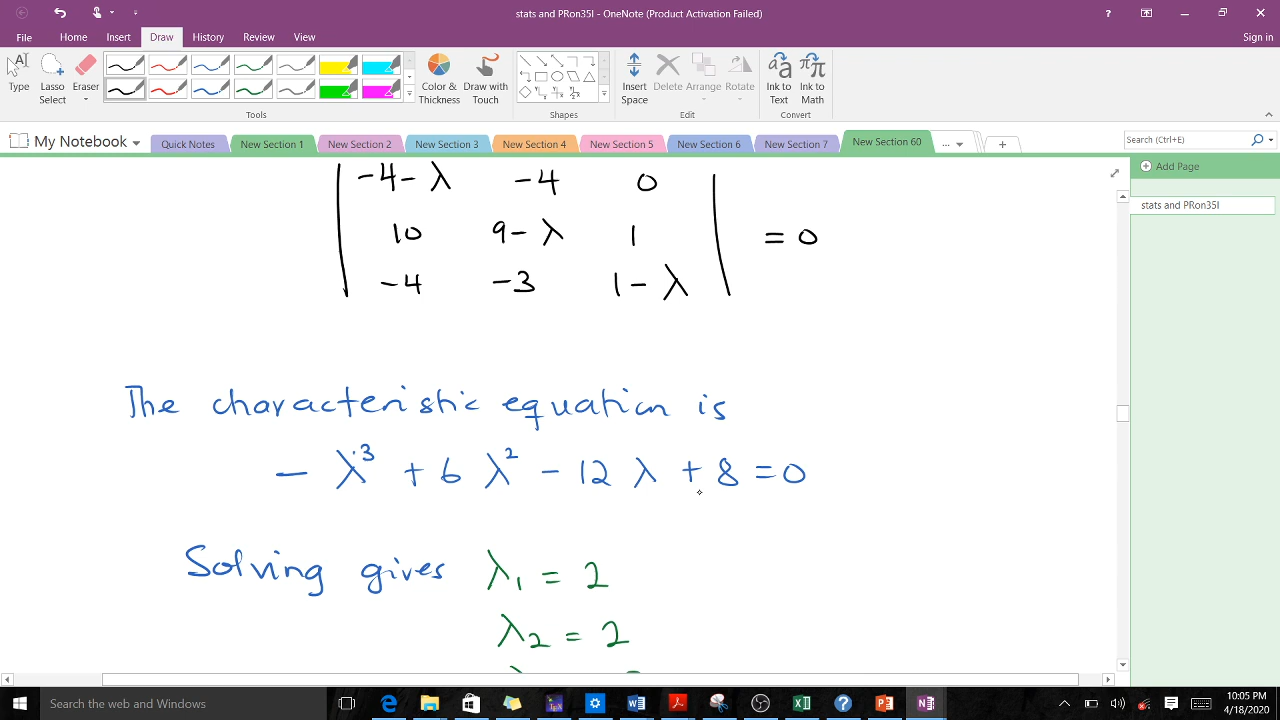 stats and PRon35l - OneNote (Product Activation Failed)
File Home Insert Draw History Review View Sign in
Type Lasso Select Eraser Color & Thickness Draw with Touch Insert Space Delete Arrange Rotate Ink to Text Ink to Math
Tools Shapes Edit Convert
My Notebook Quick Notes New Section 1 New Section 2 New Section 3 New Section 4 New Section 5 New Section 6 New Section 7 New Section 60 ... + Search (Ctrl+E)
Add Page
stats and PRon35l
-4-λ -4 0
10 9-λ 1 = 0
-4 -3 1-λ
The characteristic equation is
- λ³ + 6 λ² - 12 λ + 8 = 0
Solving gives λ₁ = 2
λ₂ = 2
Search the web and Windows
10:05 PM
4/18/2020